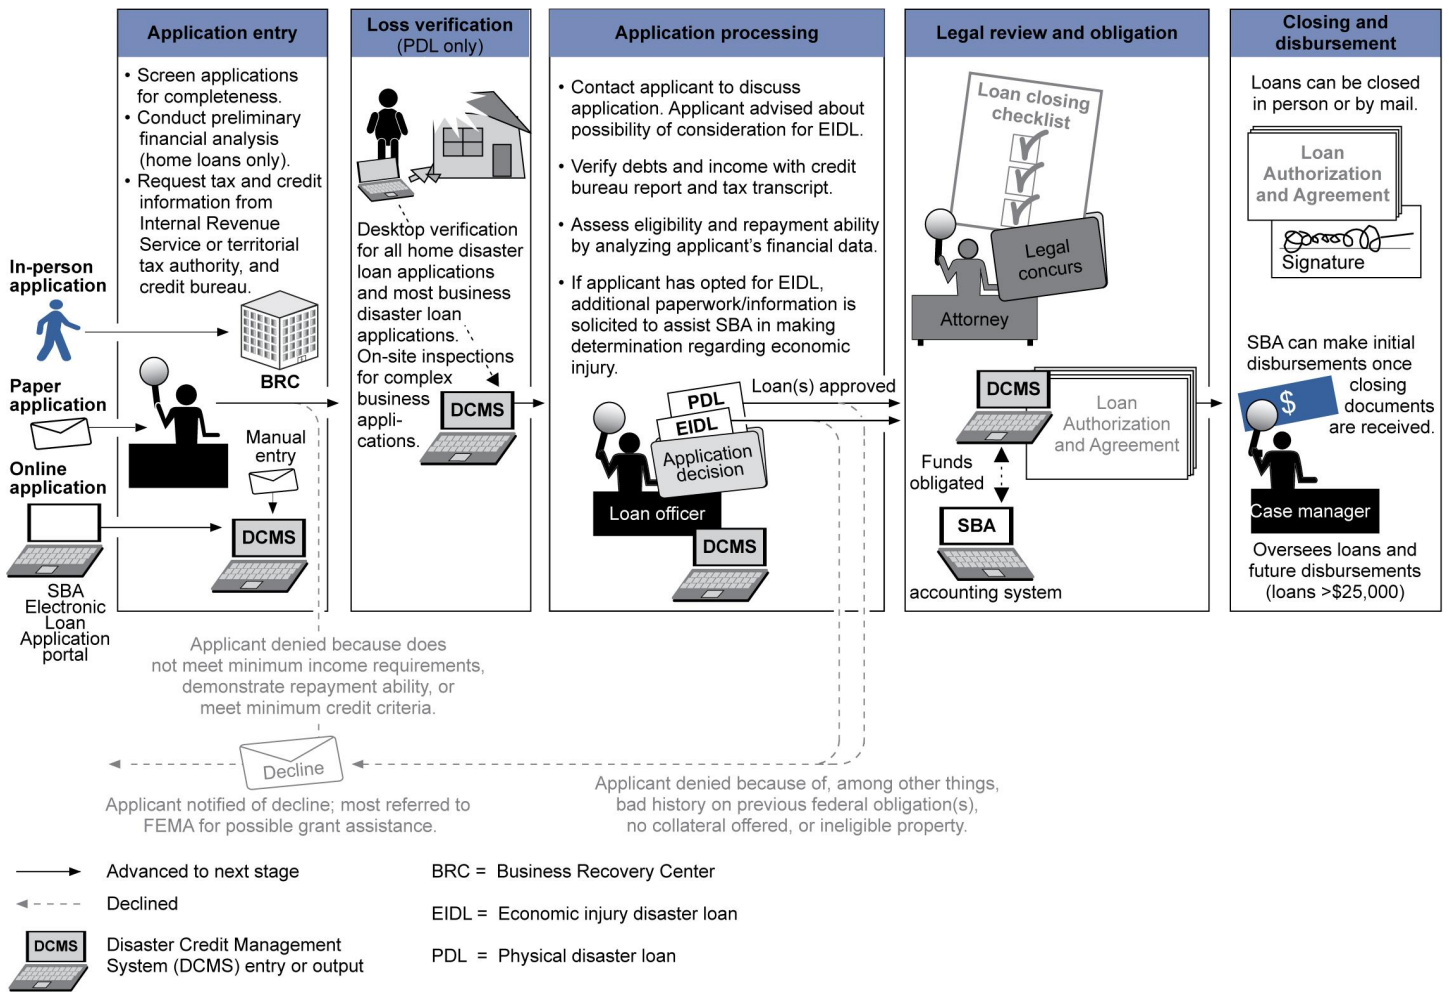 Application entry
• Screen applications
for completeness.
• Conduct preliminary
financial analysis
(home loans only).
• Request tax and credit
information from
Internal Revenue
Service or territorial
tax authority, and
credit bureau.
In-person
application
BRC
Paper
application
Manual
entry
Online
application
DCMS
SBA
Electronic
Loan
Application
portal
Loss verification
(PDL only)
Desktop verification
for all home disaster
loan applications
and most business
disaster loan
applications.
On-site inspections
for complex
business
appli-
cations.
DCMS
Application processing
• Contact applicant to discuss
application. Applicant advised about
possibility of consideration for EIDL.
• Verify debts and income with credit
bureau report and tax transcript.
• Assess eligibility and repayment ability
by analyzing applicant's financial data.
• If applicant has opted for EIDL,
additional paperwork/information is
solicited to assist SBA in making
determination regarding economic
injury.
Loan(s) approved
PDL
EIDL
Application
decision
Loan officer
DCMS
Legal review and obligation
Loan closing
checklist
Legal
concurs
Attorney
DCMS
Loan
Authorization
and Agreement
Funds
obligated
SBA
accounting system
Closing and
disbursement
Loans can be closed
in person or by mail.
Loan
Authorization
and Agreement
Signature
SBA can make initial
disbursements once
closing
documents
are received.
$
Case manager
Oversees loans and
future disbursements
(loans >$25,000)
Applicant denied because does
not meet minimum income requirements,
demonstrate repayment ability, or
meet minimum credit criteria.
Decline
Applicant notified of decline; most referred to
FEMA for possible grant assistance.
Applicant denied because of, among other things,
bad history on previous federal obligation(s),
no collateral offered, or ineligible property.
Advanced to next stage
Declined
DCMS
Disaster Credit Management
System (DCMS) entry or output
BRC = Business Recovery Center
EIDL = Economic injury disaster loan
PDL = Physical disaster loan